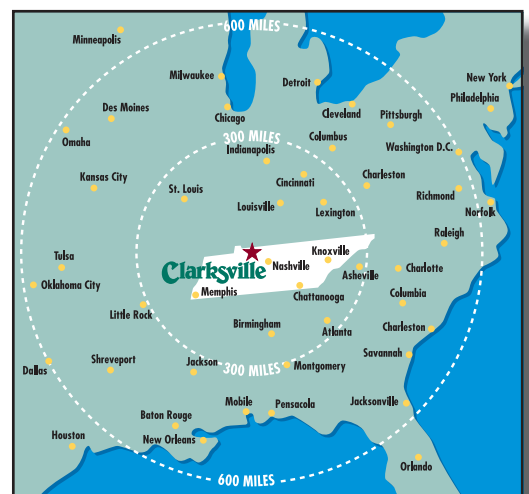 600 MILES
Minneapolis
Milwaukee
Detroit
New York
Philadelphia
Des Moines
Chicago
Cleveland
Pittsburgh
Omaha
300 MILES
Columbus
Washington D.C.
Indianapolis
Kansas City
St. Louis
Cincinnati
Charleston
Richmond
Louisville
Lexington
Norfolk
Raleigh
Tulsa
Clarksville
Nashville
Knoxville
Asheville
Charlotte
Oklahoma City
Memphis
Chattanooga
Columbia
Little Rock
Birmingham
Atlanta
Charleston
Savannah
Dallas
Shreveport
Jackson
300 MILES
Montgomery
Baton Rouge
Mobile
Pensacola
Jacksonville
Houston
New Orleans
Orlando
600 MILES